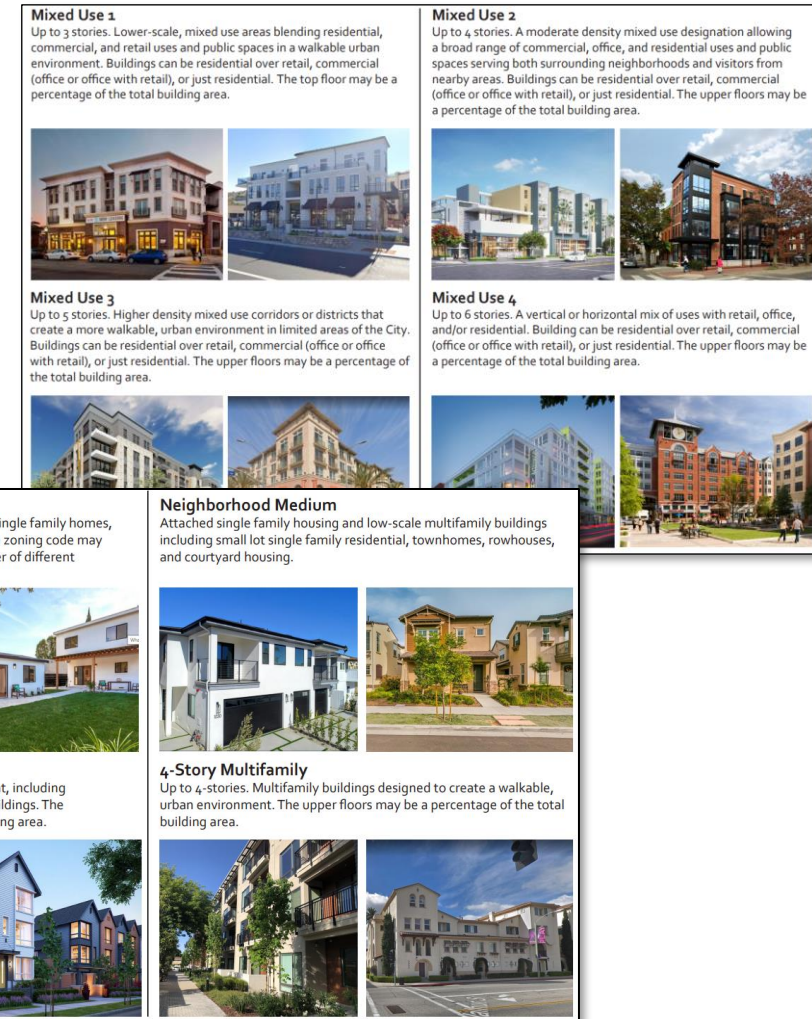 Mixed Use 1
Up to 3 stories. Lower-scale, mixed use areas blending residential,
commercial, and retail uses and public spaces in a walkable urban
environment. Buildings can be residential over retail, commercial
(office or office with retail), or just residential. The top floor may be a
percentage of the total building area.
Mixed Use 2
Up to 4 stories. A moderate density mixed use designation allowing
a broad range of commercial, office, and residential uses and public
spaces serving both surrounding neighborhoods and visitors from
nearby areas. Buildings can be residential over retail, commercial
(office or office with retail), or just residential. The upper floors may be
a percentage of the total building area.
Mixed Use 3
Up to 5 stories. Higher density mixed use corridors or districts that
create a more walkable, urban environment in limited areas of the City.
Buildings can be residential over retail, commercial (office or office
with retail), or just residential. The upper floors may be a percentage of
the total building area.
Mixed Use 4
Up to 6 stories. A vertical or horizontal mix of uses with retail, office,
and/or residential. Building can be residential over retail, commercial
(office or office with retail), or just residential. The upper floors may be
a percentage of the total building area.
ingle family homes,
zoning code may
er of different
Neighborhood Medium
Attached single family housing and low-scale multifamily buildings
including small lot single family residential, townhomes, rowhouses,
and courtyard housing.
t, including
ildings. The
ng area.
4-Story Multifamily
Up to 4-stories. Multifamily buildings designed to create a walkable,
urban environment. The upper floors may be a percentage of the total
building area.